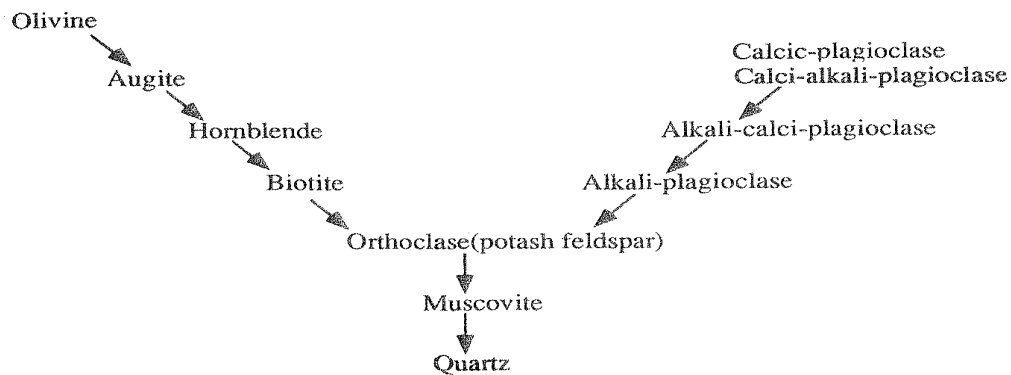 Olivine
Calcic-plagioclase
Calci-alkali-plagioclase
Augite
Hornblende
Alkali-calci-plagioclase
Biotite
Alkali-plagioclase
Orthoclase(potash feldspar)
Muscovite
Quartz